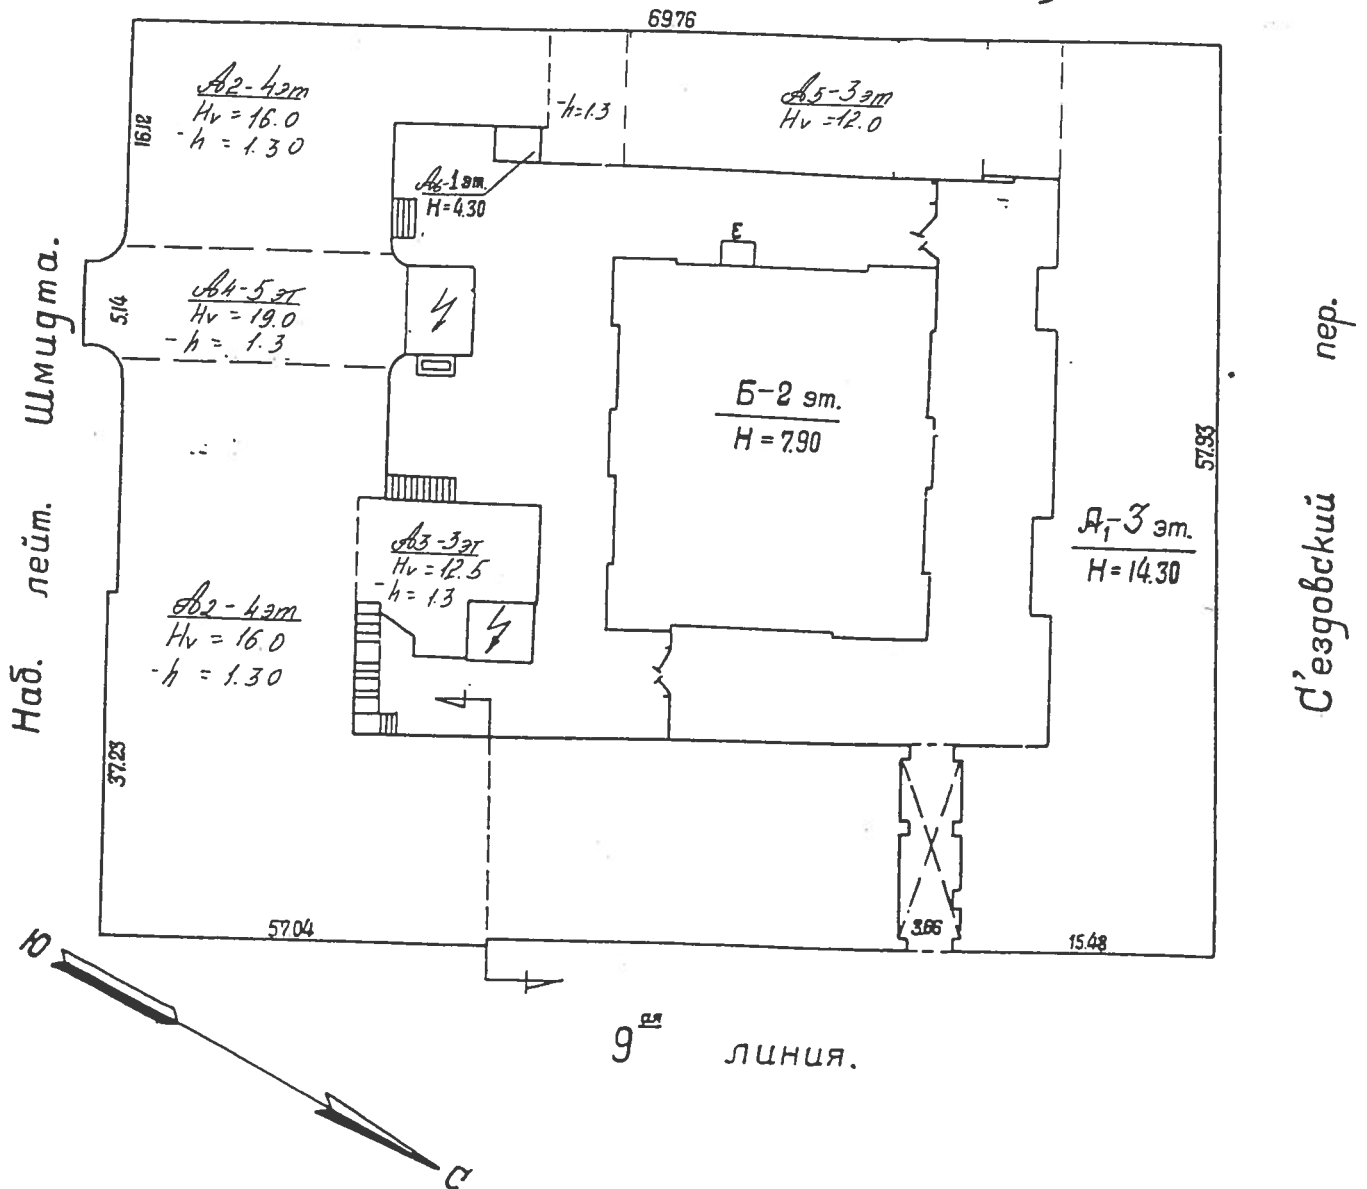 69.76
А2-4эт
Hv = 16.0
-h = 1.30
16.12
-h=1.3
А5-3эт
Hv = 12.0
А6-1эт.
H=4.30
Е
А4-5эт
Hv = 19.0
-h = 1.3
5.14
Б-2 эт.
H = 7.90
57.93
А₁-3 эт.
H = 14.30
А3-3эт
Hv = 12.5
-h = 1.3
А2-4эт
Hv = 16.0
-h = 1.30
37.23
57.04
3.66
15.48
Наб. лейт. Шмидта.
С'ездовский пер.
9ая линия.
Ю
С